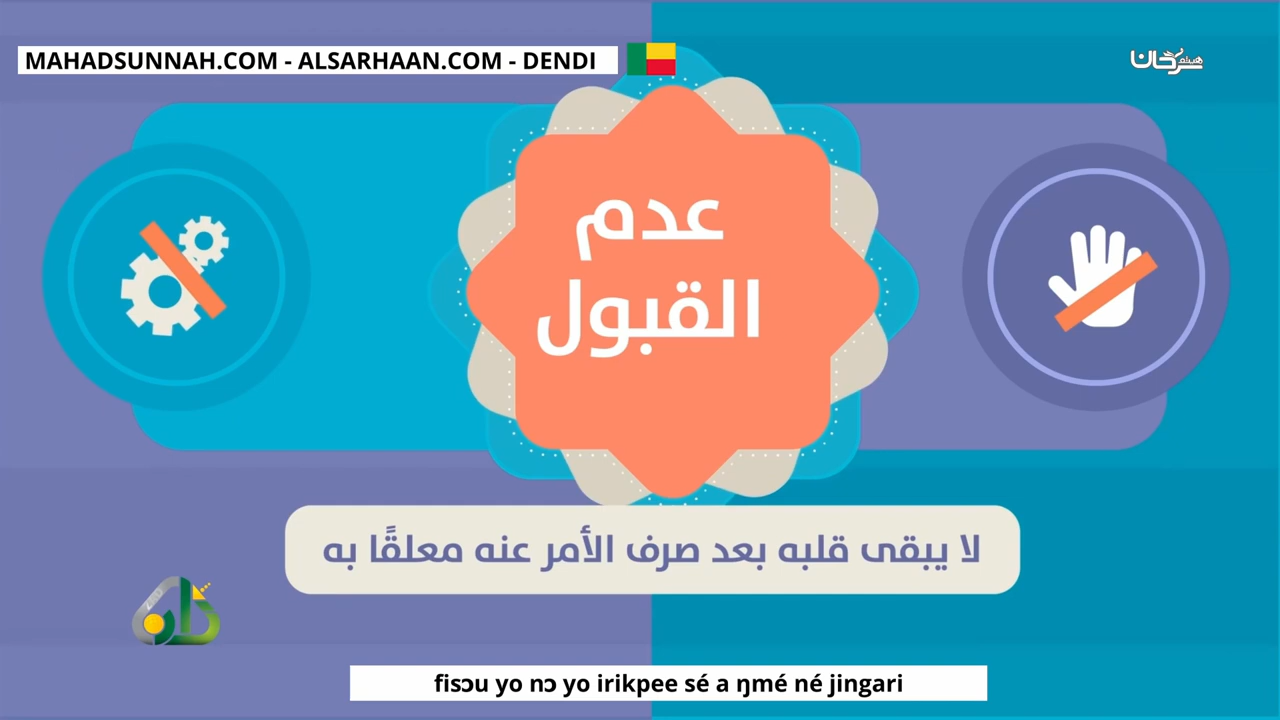 MAHADSUNNAH.COM - ALSARHAAN.COM - DENDI
سرحان
عدم
القبول
لا يبقى قلبه بعد صرف الأمر عنه معلقًا به
fisɔu yo nɔ yo irikpee sé a ŋmé né jingari